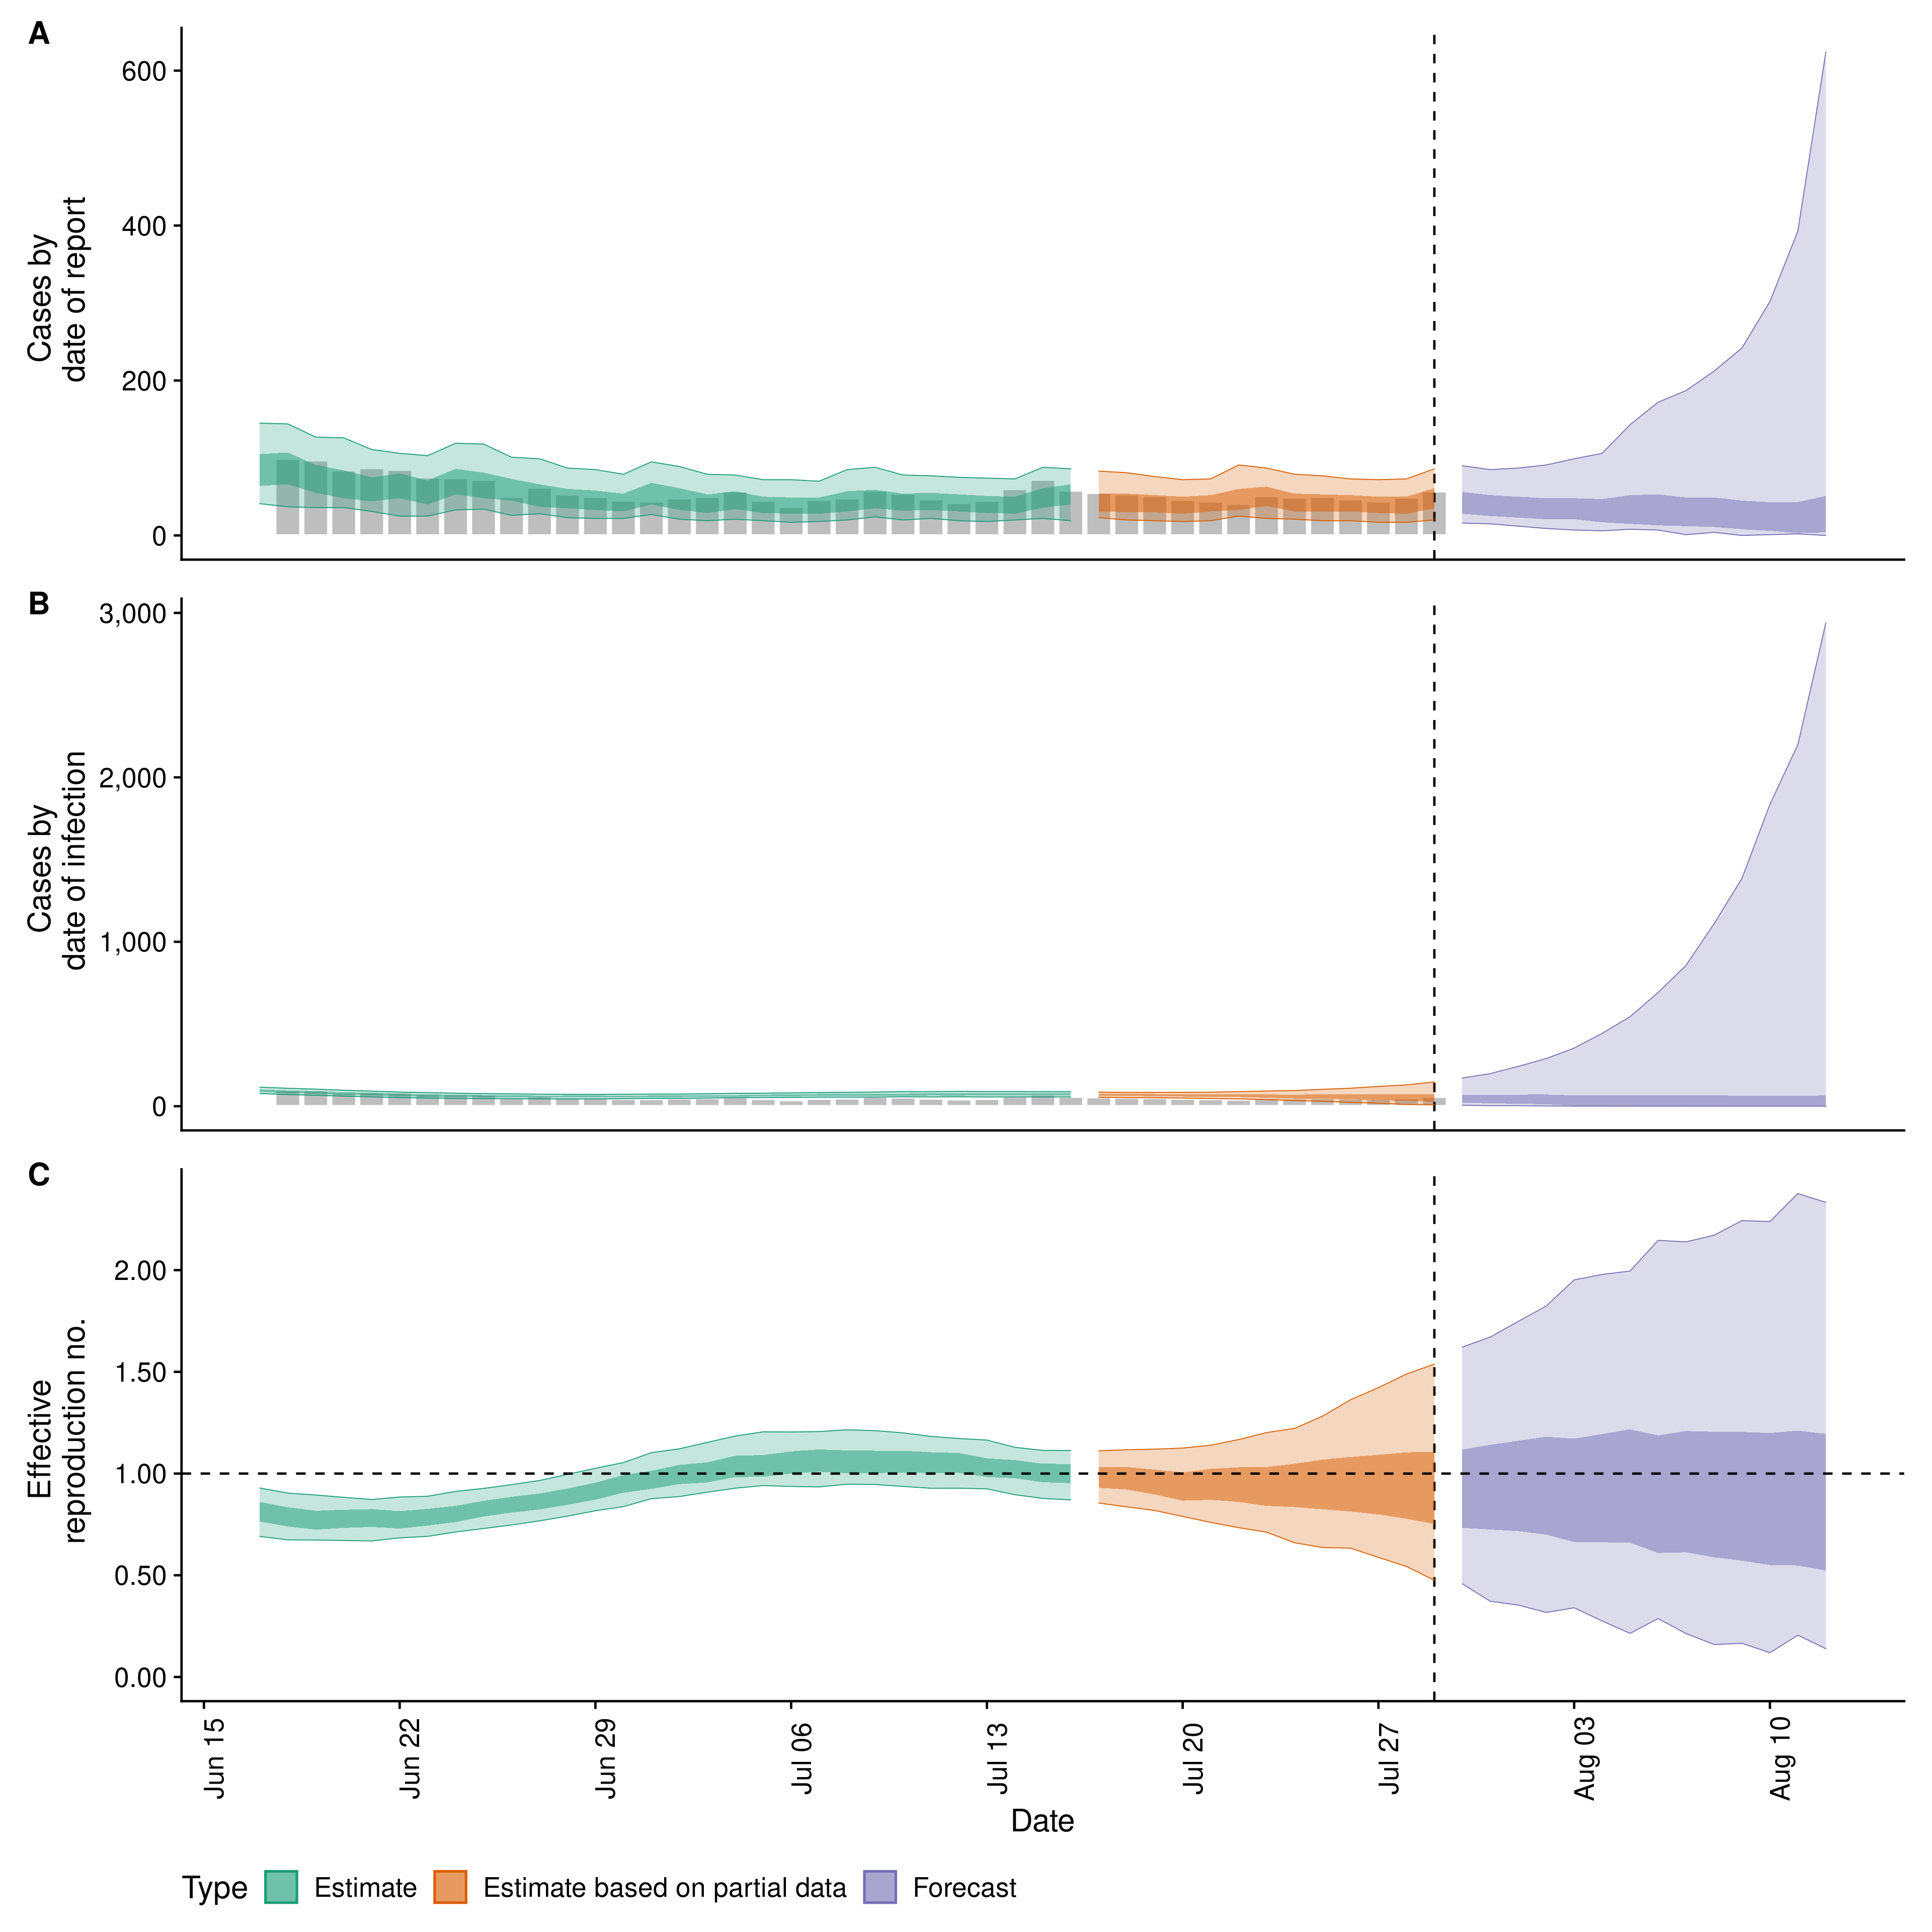 A
600
400
200
0
Cases by
date of report
B
3,000
2,000
1,000
0
Cases by
date of infection
C
2.00
1.50
1.00
0.50
0.00
Effective
reproduction no.
Jun 15
Jun 22
Jun 29
Jul 06
Jul 13
Jul 20
Jul 27
Aug 03
Aug 10
Date
Type Estimate Estimate based on partial data Forecast